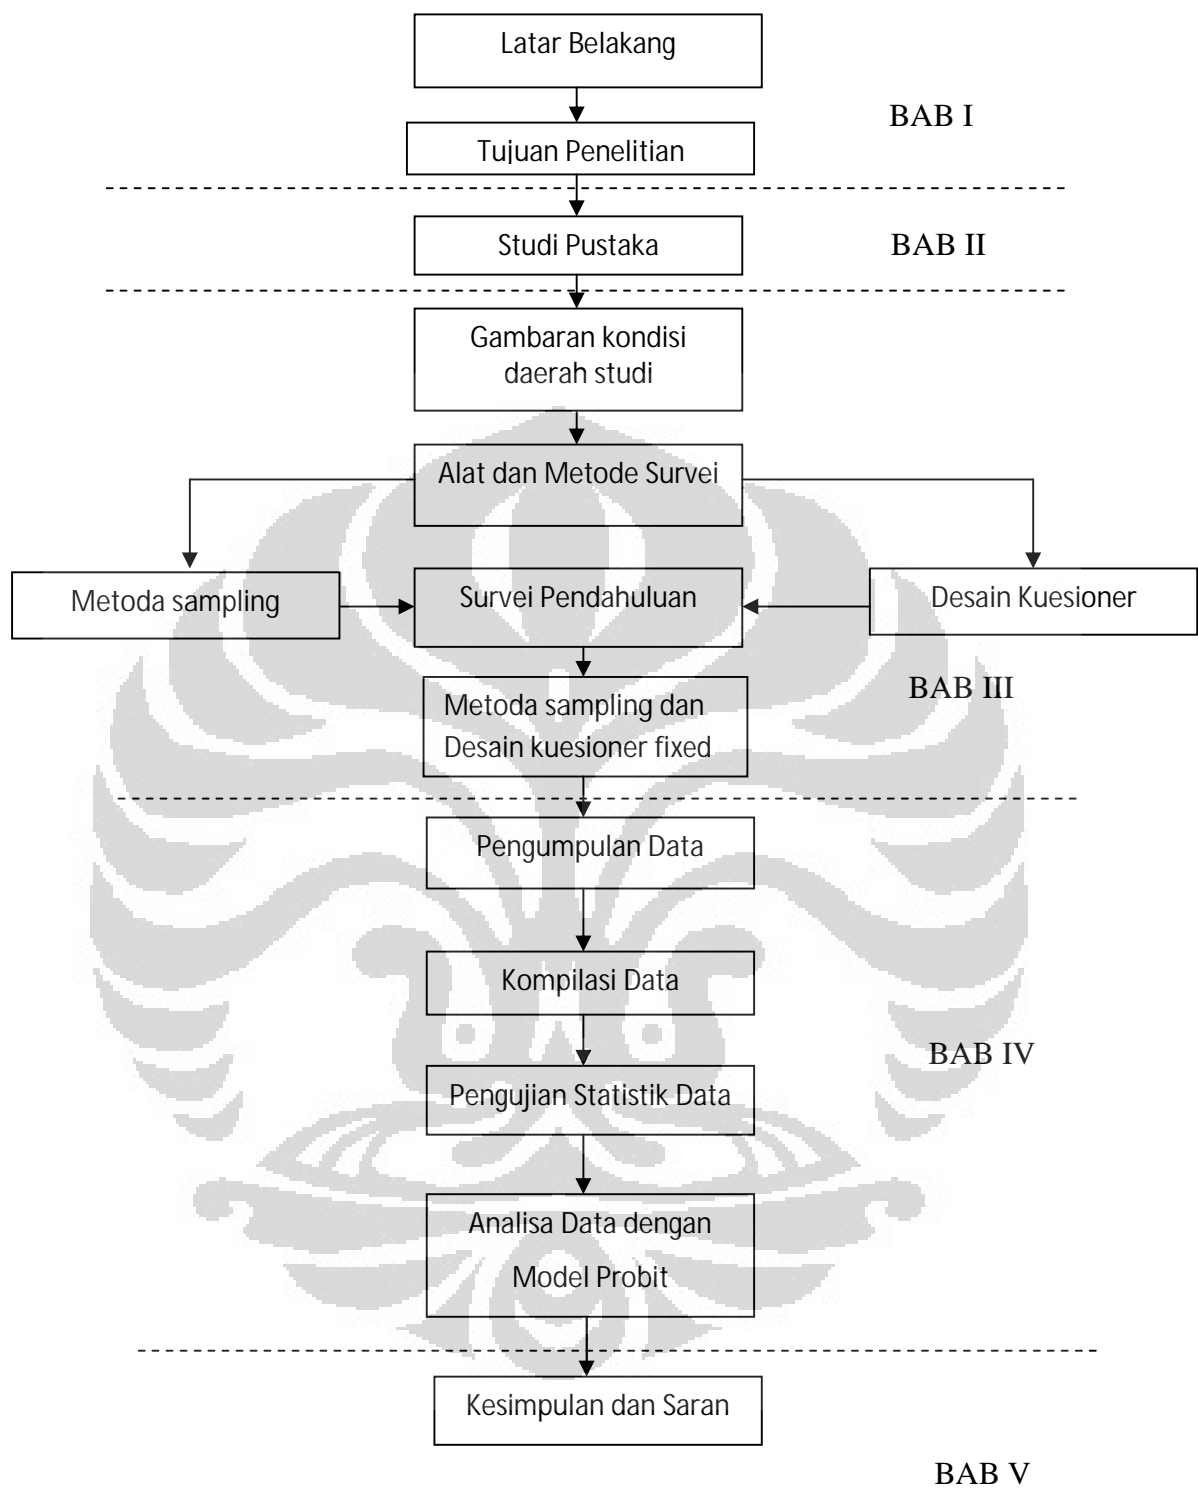 Latar Belakang
BAB I
Tujuan Penelitian
Studi Pustaka
BAB II
Gambaran kondisi
daerah studi
Alat dan Metode Survei
Metoda sampling
Survei Pendahuluan
Desain Kuesioner
BAB III
Metoda sampling dan
Desain kuesioner fixed
Pengumpulan Data
Kompilasi Data
BAB IV
Pengujian Statistik Data
Analisa Data dengan
Model Probit
Kesimpulan dan Saran
BAB V